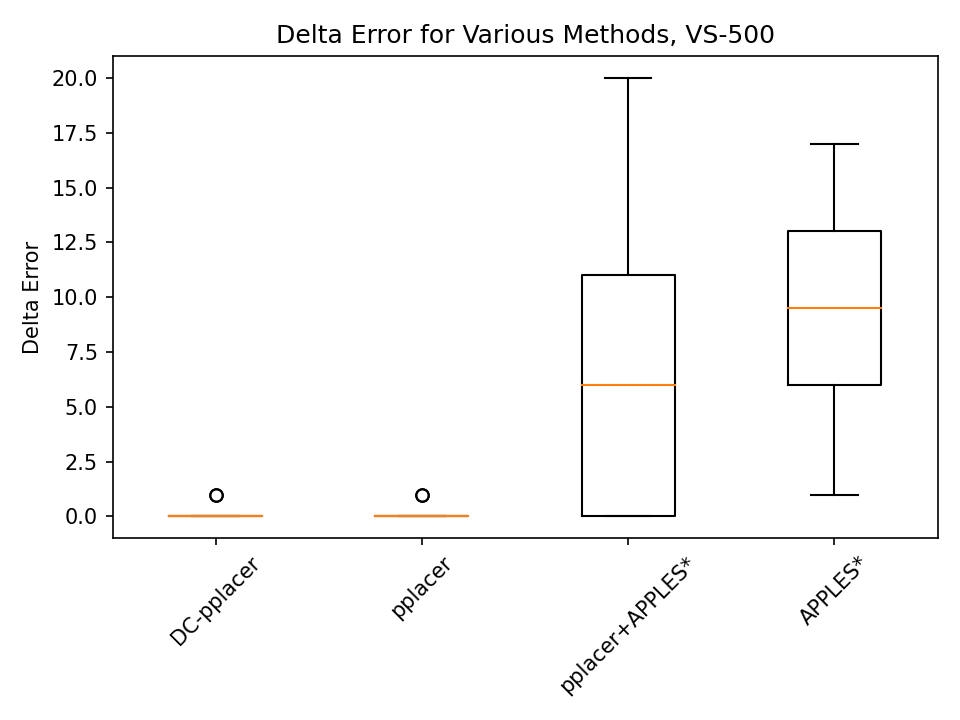 Delta Error for Various Methods, VS-500
Delta Error
20.0
17.5
15.0
12.5
10.0
7.5
5.0
2.5
0.0
DC-pplacer
pplacer
pplacer+APPLES*
APPLES*